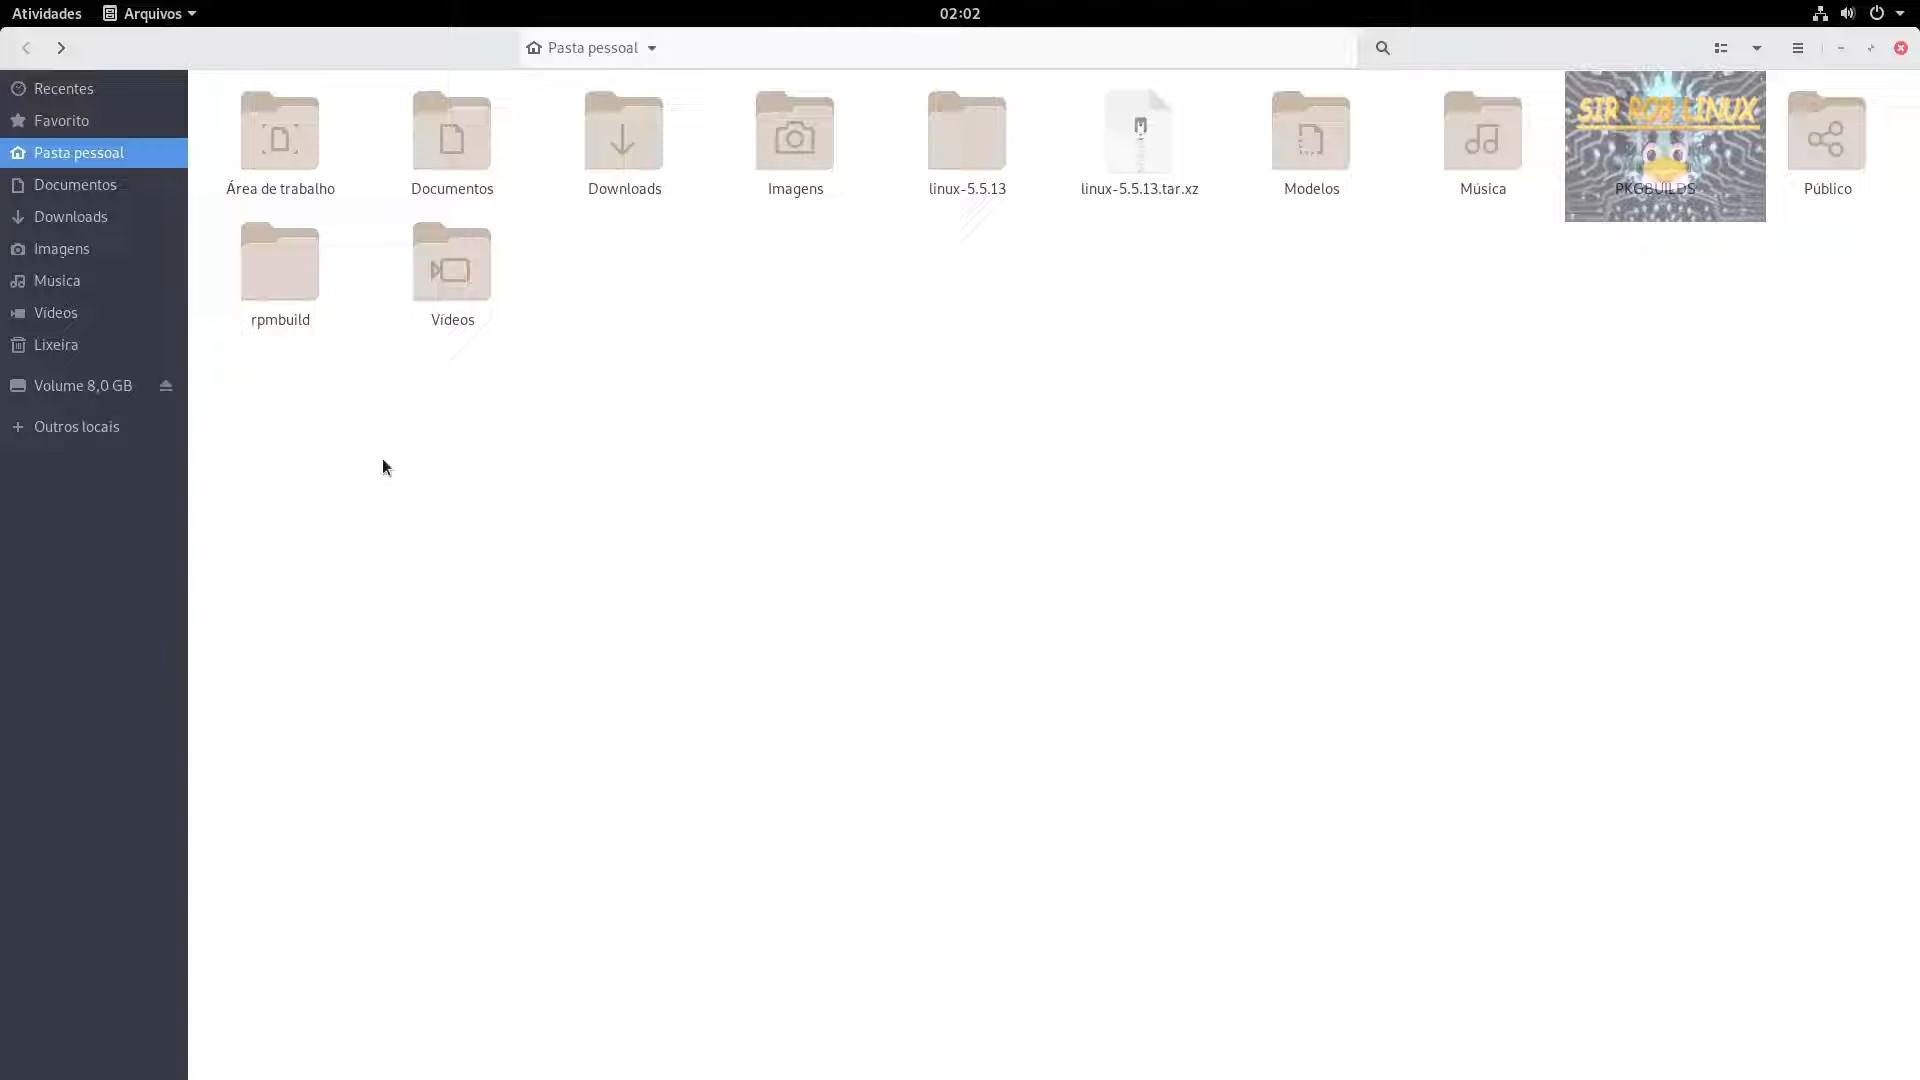 Atividades Arquivos 02:02
Pasta pessoal
Recentes
Favorito
Pasta pessoal
Documentos
Downloads
Imagens
Música
Vídeos
Lixeira
Volume 8,0 GB
Outros locais
SIR ROB LINUX
Área de trabalho Documentos Downloads Imagens linux-5.5.13 linux-5.5.13.tar.xz Modelos Música PKGBUILDS Público
rpmbuild Vídeos